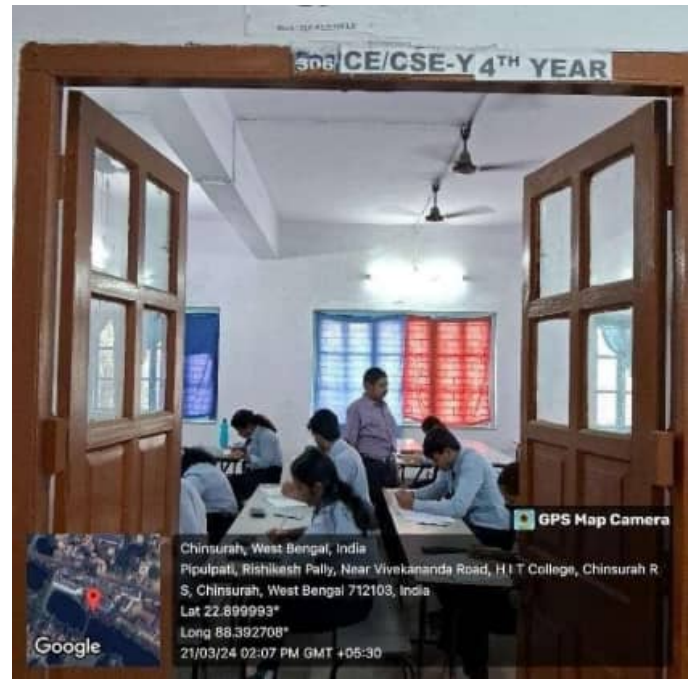 306 CE/CSE-Y 4TH YEAR
GPS Map Camera
Chinsurah, West Bengal, India
Pipulpati, Rishikesh Pally, Near Vivekananda Road, H I T College, Chinsurah R
S, Chinsurah, West Bengal 712103, India
Lat 22.899993°
Long 88.392708°
21/03/24 02:07 PM GMT +05:30
Google